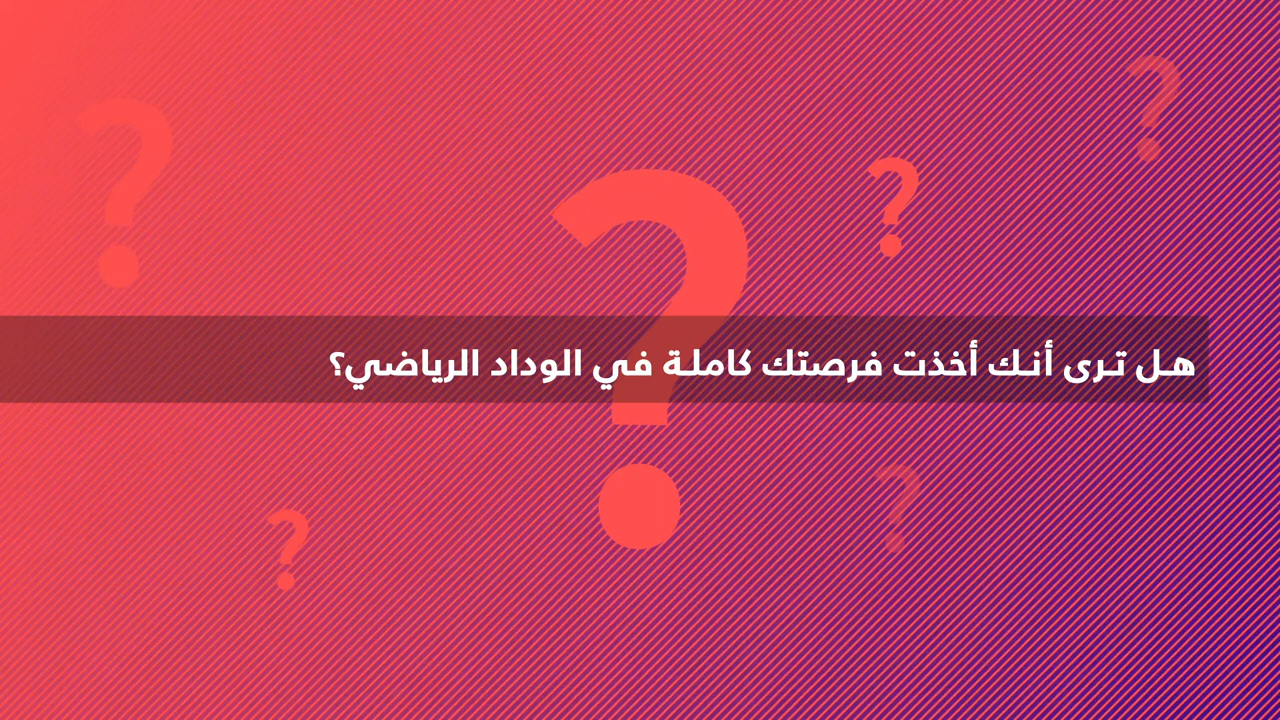 هل ترى أنك أخذت فرصتك كاملة في الوداد الرياضي؟